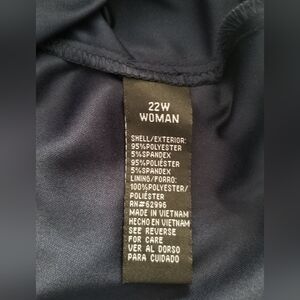 22W
WOMAN
SHELL/EXTERIOR:
95%POLYESTER
5%SPANDEX
95%POLIÉSTER
5%SPANDEX
LINING/FORRO:
100%POLYESTER/
POLIÉSTER
RN#62996
MADE IN VIETNAM
HECHO EN VIETNAM
SEE REVERSE
FOR CARE
VER AL DORSO
PARA CUIDADO